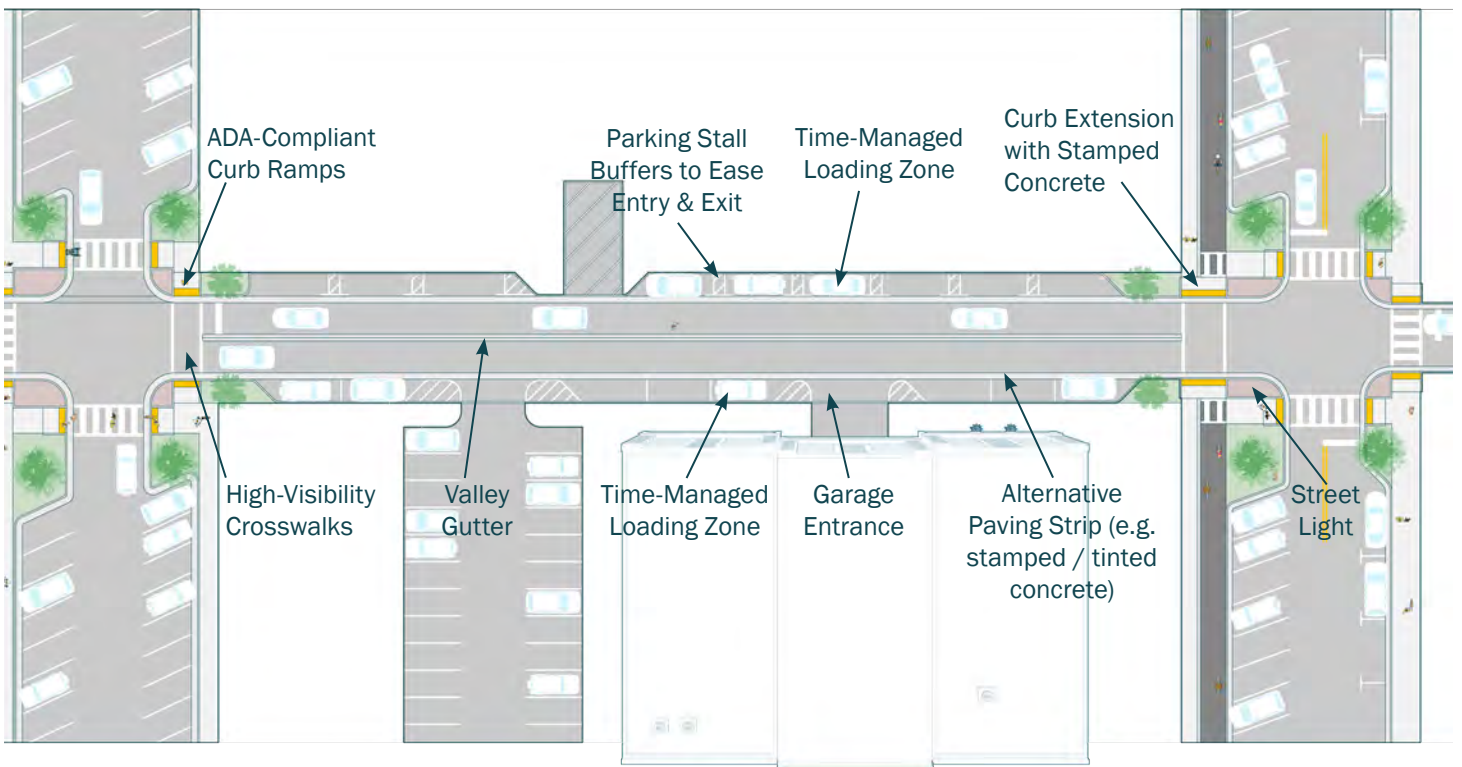 ADA-Compliant
Curb Ramps
Parking Stall
Buffers to Ease
Entry & Exit
Time-Managed
Loading Zone
Curb Extension
with Stamped
Concrete
High-Visibility
Crosswalks
Valley
Gutter
Time-Managed
Loading Zone
Garage
Entrance
Alternative
Paving Strip (e.g.
stamped / tinted
concrete)
Street
Light